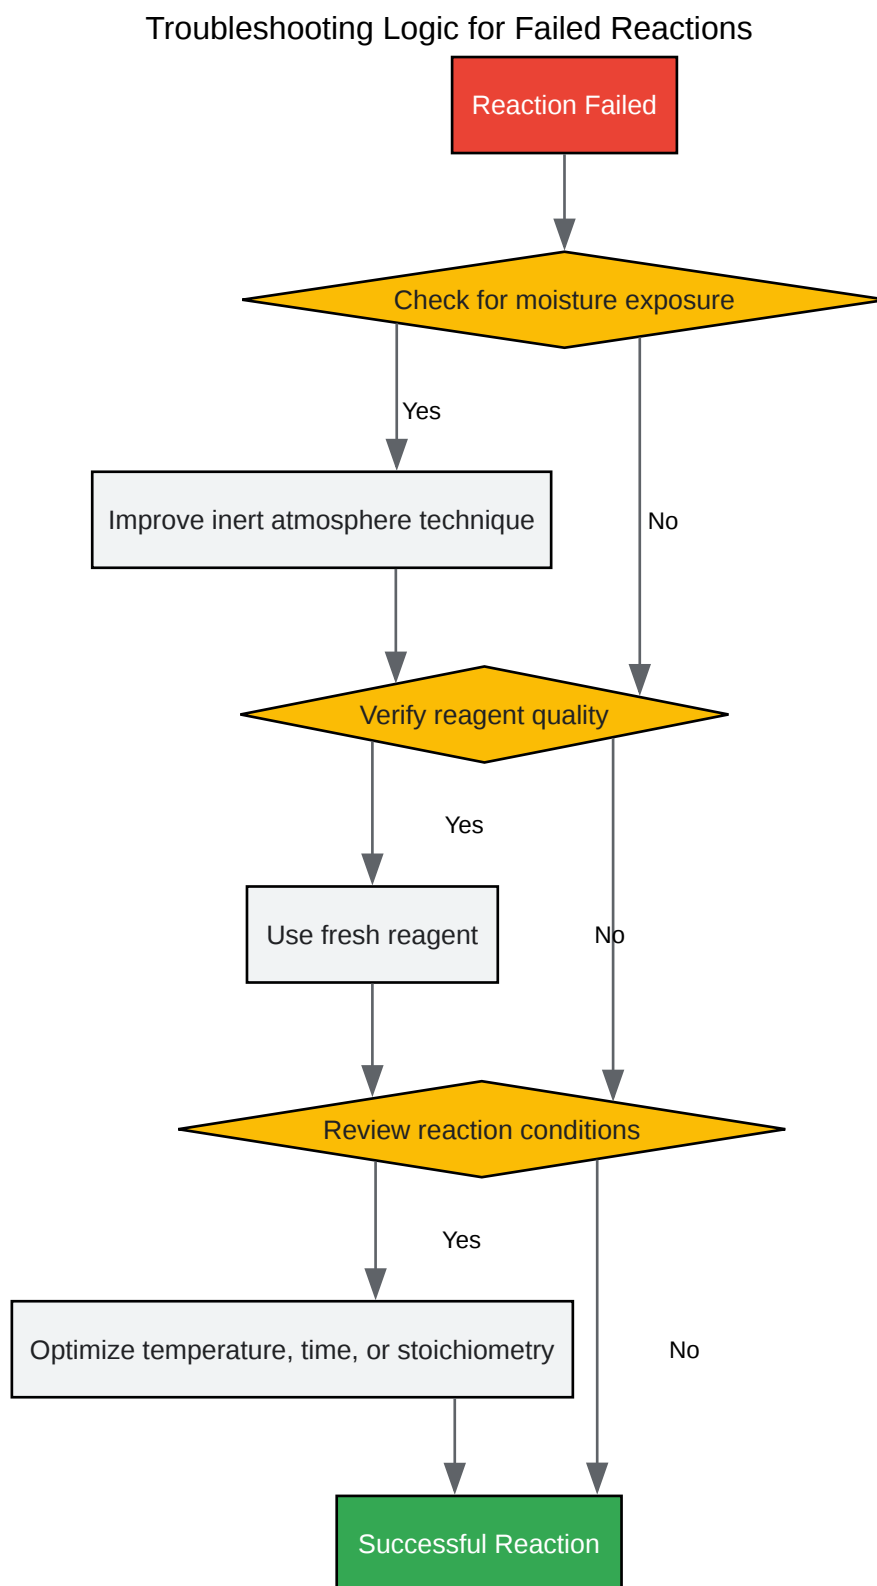 Troubleshooting Logic for Failed Reactions
Reaction Failed
Check for moisture exposure
Yes
Improve inert atmosphere technique
No
Verify reagent quality
Yes
Use fresh reagent
No
Review reaction conditions
Yes
Optimize temperature, time, or stoichiometry
No
Successful Reaction